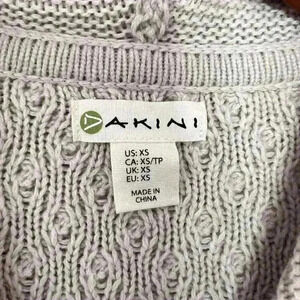 AKINI
US: XS
CA: XS/TP
UK: XS
EU: XS
MADE IN
CHINA